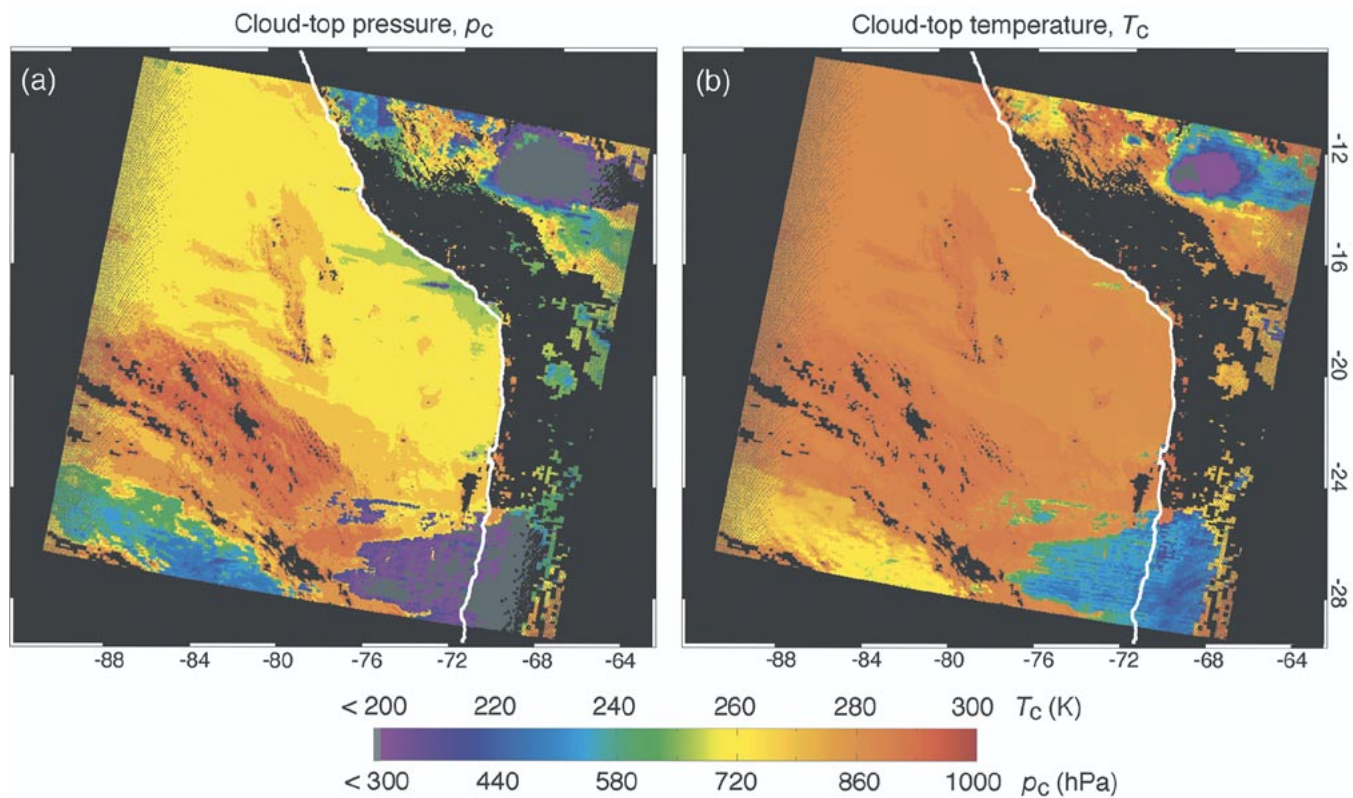 Cloud-top pressure, pC
Cloud-top temperature, TC
(a)
(b)
-12
-16
-20
-24
-28
-88 -84 -80 -76 -72 -68 -64
-88 -84 -80 -76 -72 -68 -64
< 200 220 240 260 280 300 TC (K)
< 300 440 580 720 860 1000 pC (hPa)